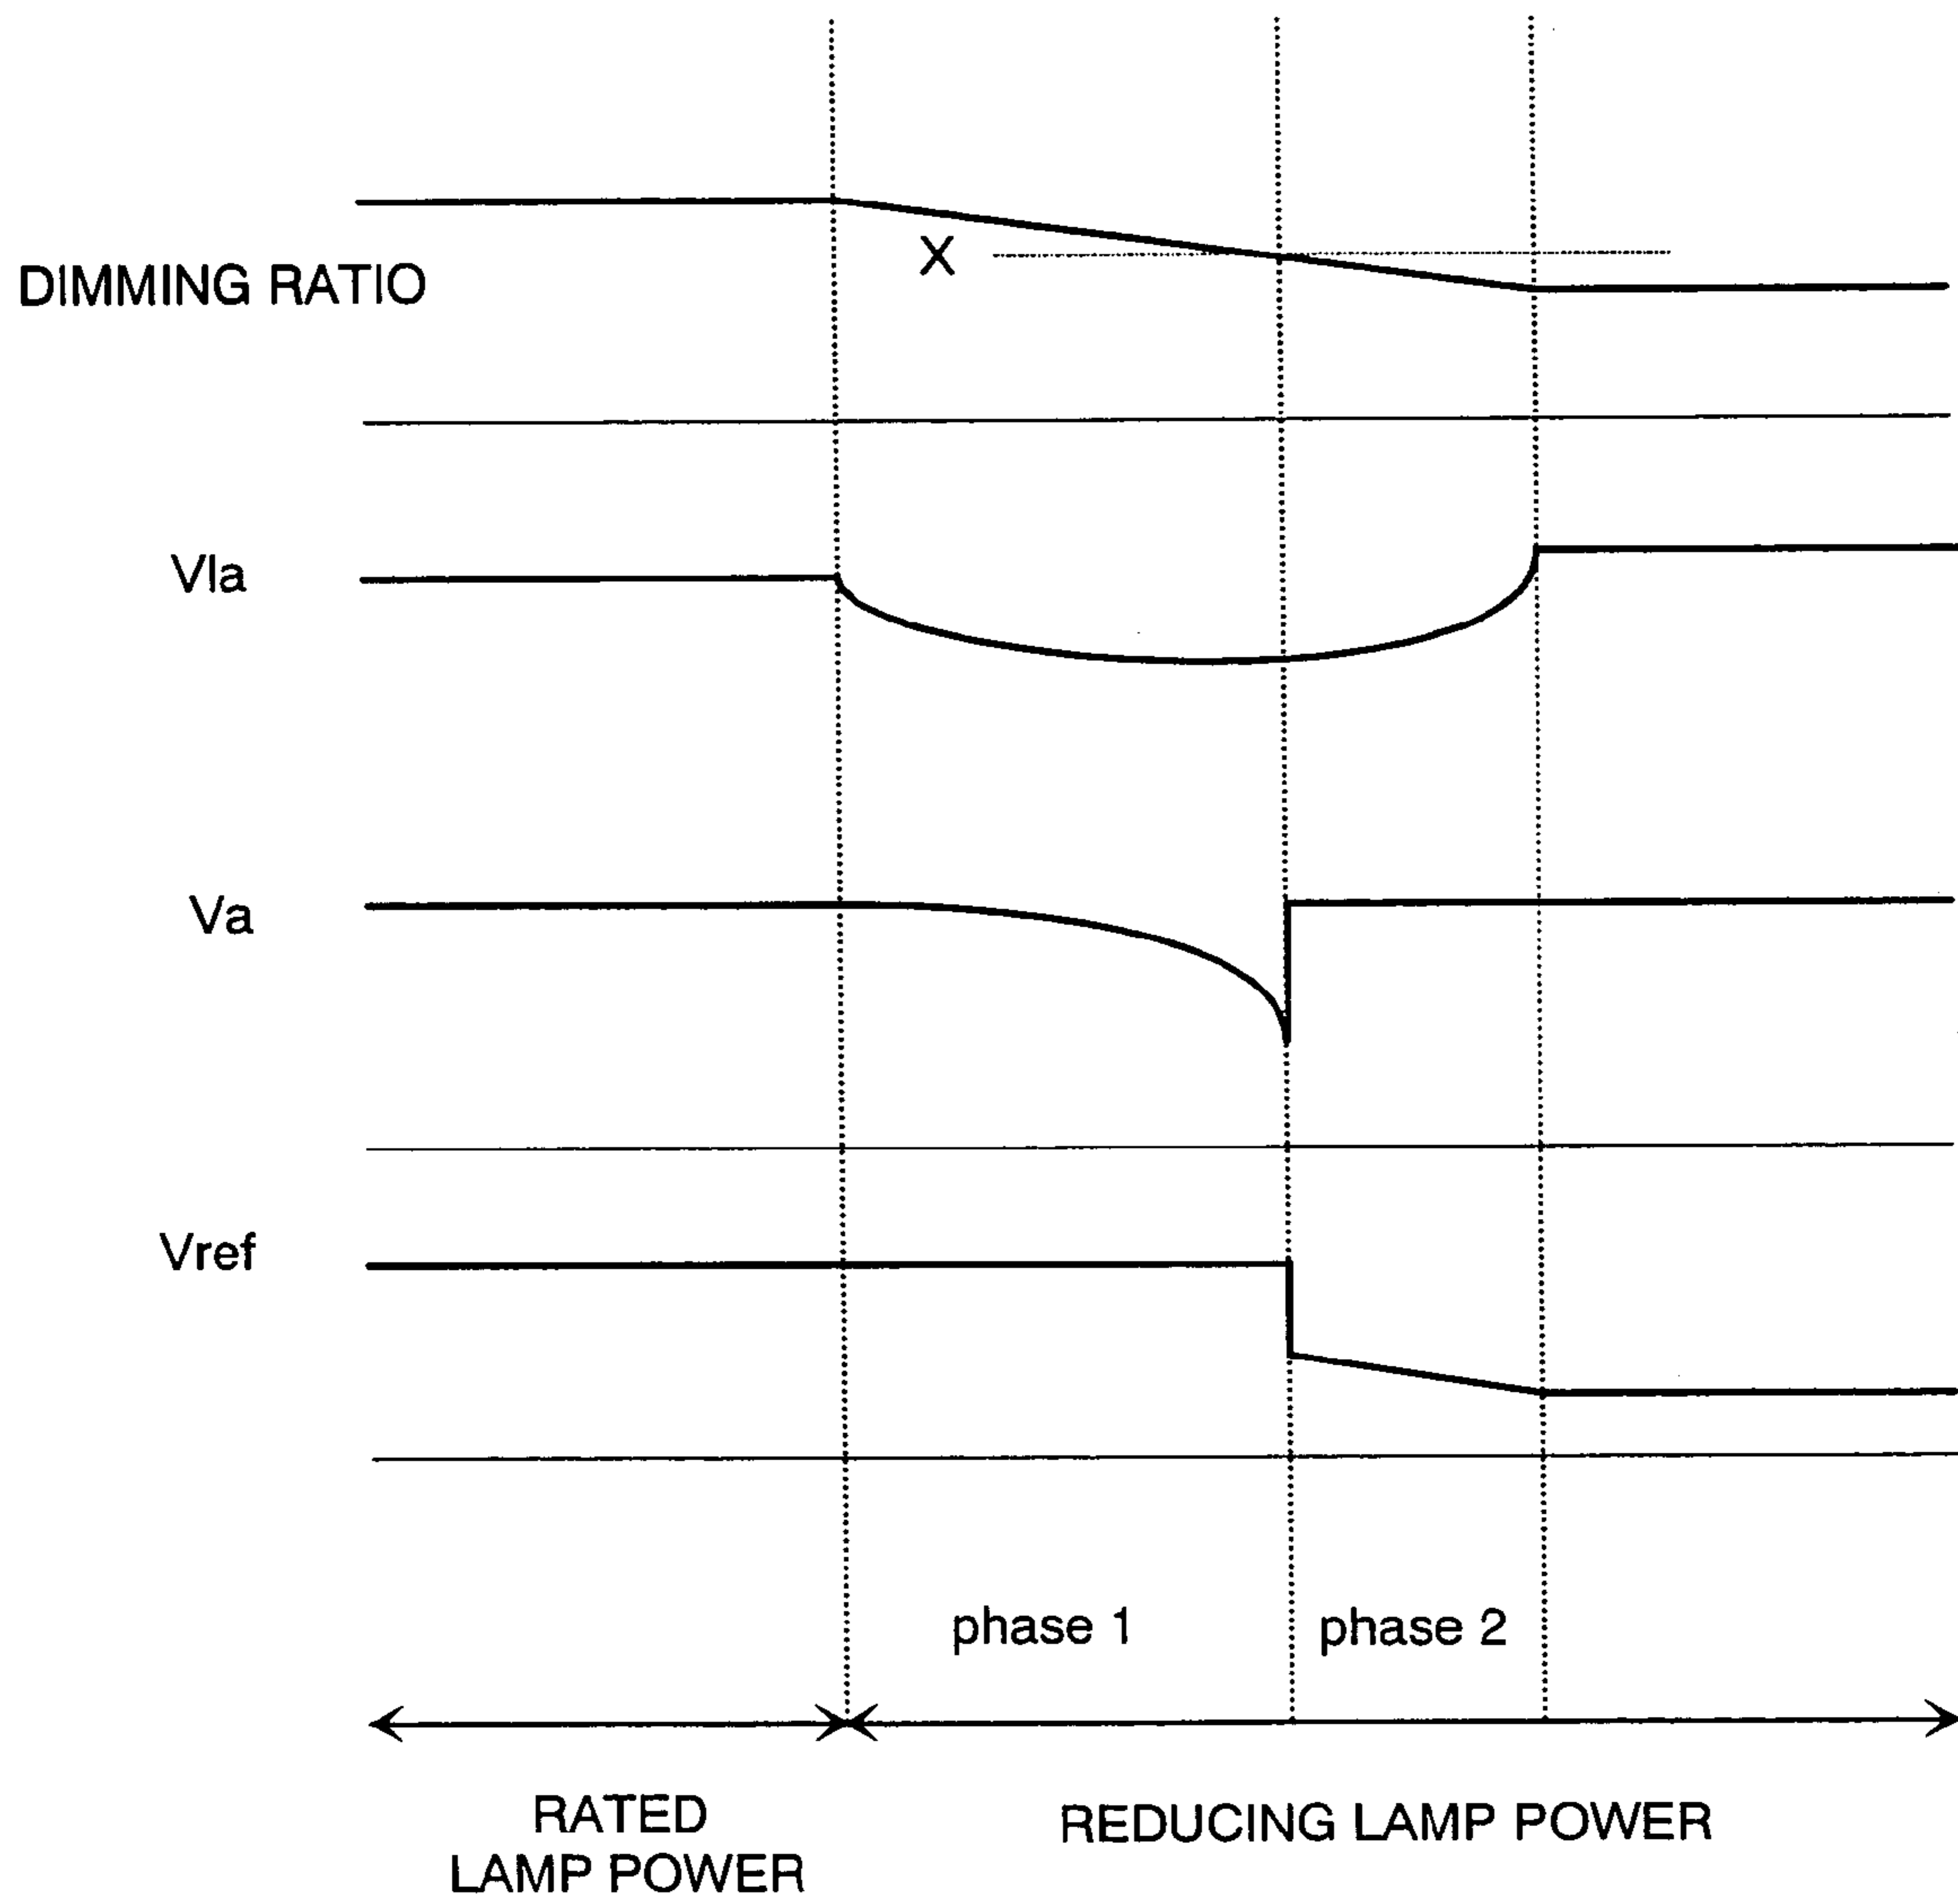 X
DIMMING RATIO
Vla
Va
Vref
phase 1
phase 2
RATED
LAMP POWER
REDUCING LAMP POWER